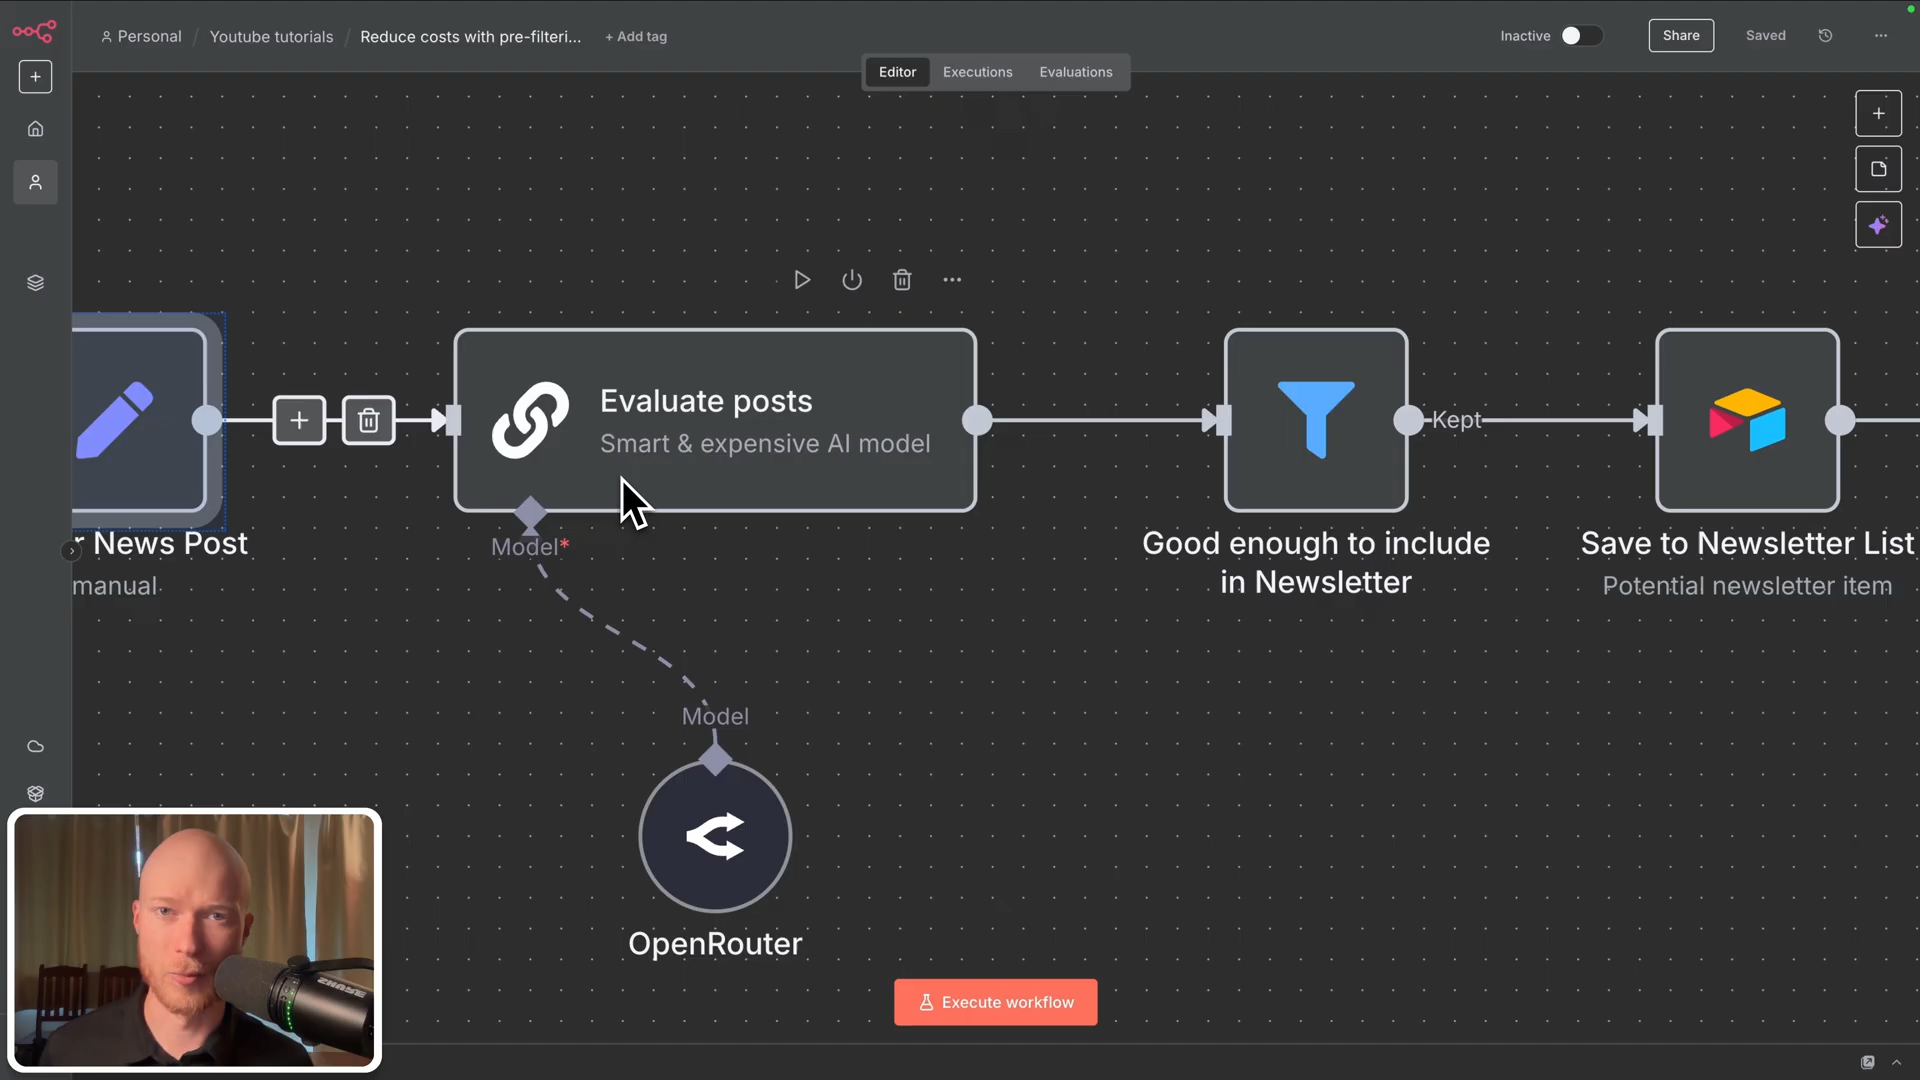 Personal / Youtube tutorials / Reduce costs with pre-filteri... + Add tag
Inactive
Share
Saved
Editor Executions Evaluations
Evaluate posts
Smart & expensive AI model
Kept
Model*
r News Post
manual
Good enough to include
in Newsletter
Save to Newsletter List
Potential newsletter item
Model
OpenRouter
Execute workflow
SHURE